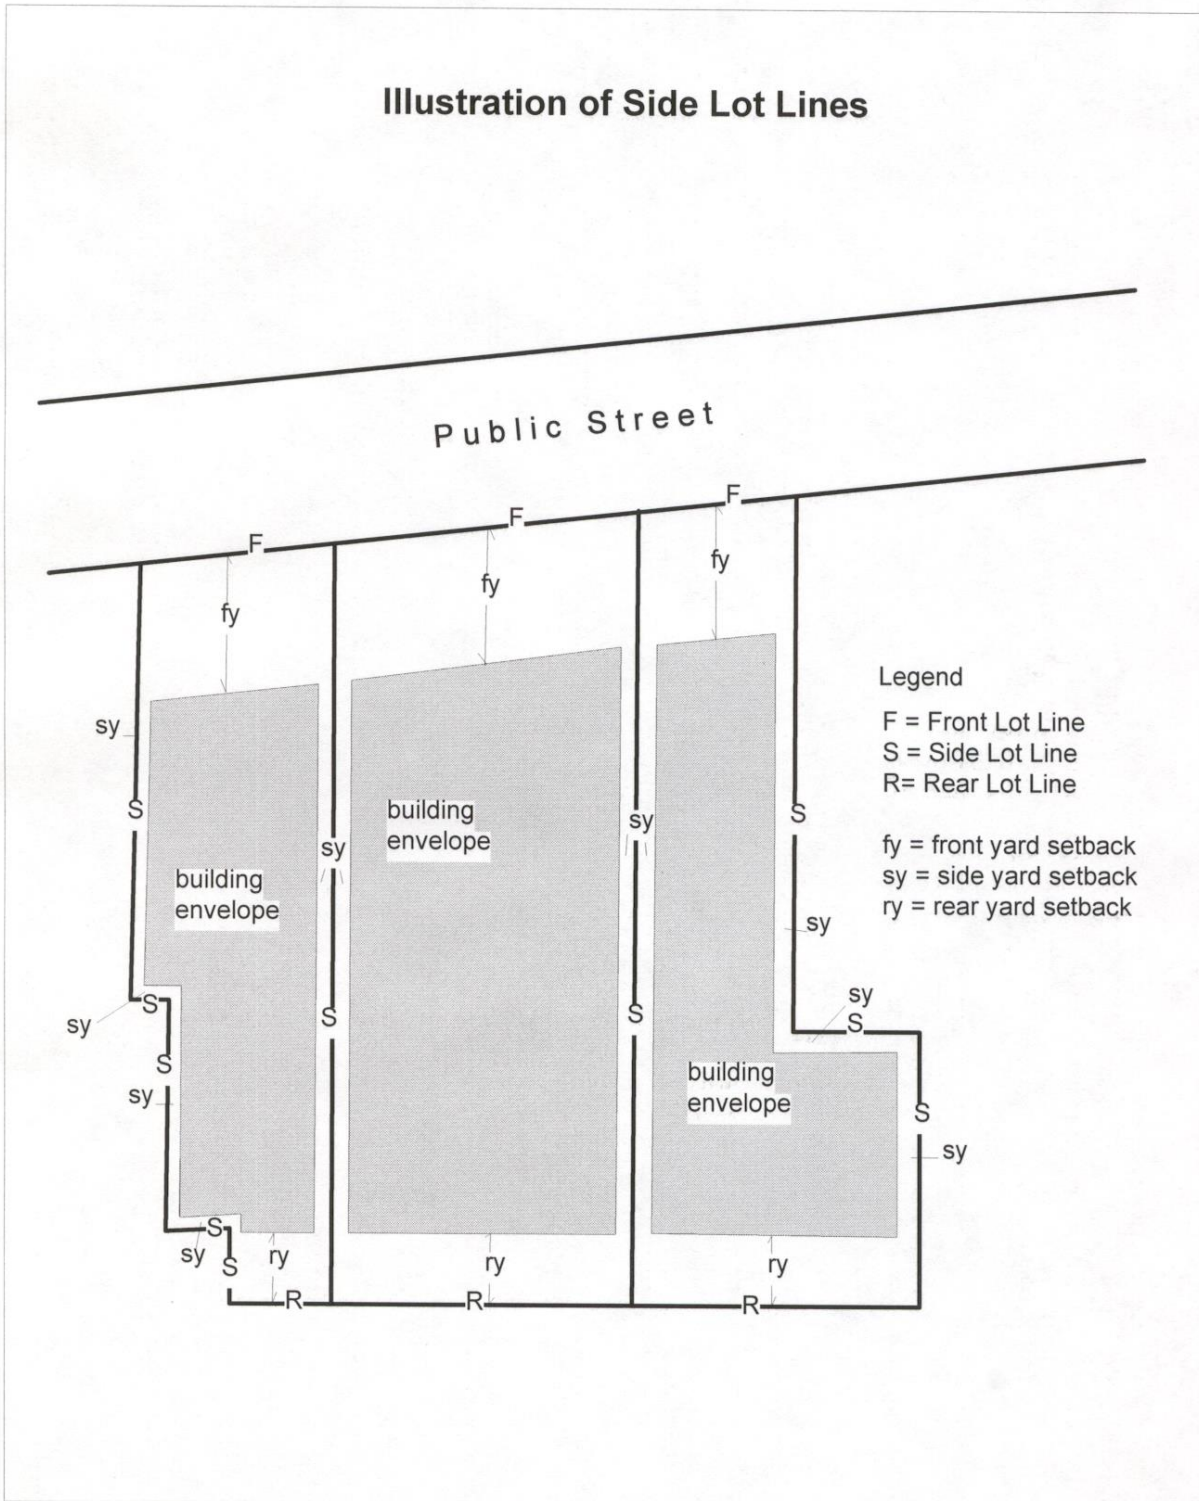 Illustration of Side Lot Lines
Public Street
F
F
F
fy
fy
fy
Legend
F = Front Lot Line
S = Side Lot Line
R= Rear Lot Line
fy = front yard setback
sy = side yard setback
ry = rear yard setback
sy
S
building
envelope
sy
building
envelope
sy
S
sy
sy
S
sy
S
S
S
sy
S
S
sy
building
envelope
S
sy
S
sy
S
ry
ry
ry
R
R
R